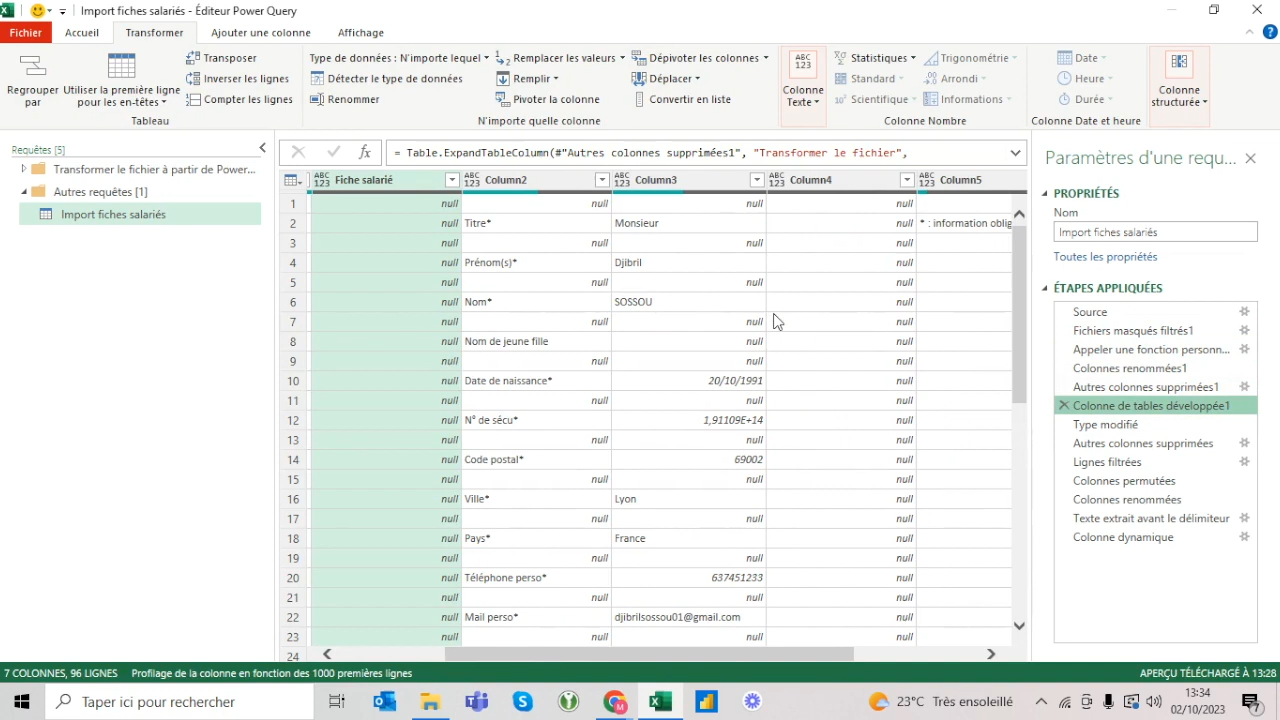 Import fiches salariés - Éditeur Power Query
Fichier Accueil Transformer Ajouter une colonne Affichage
Regrouper par
Utiliser la première ligne pour les en-têtes
Transposer
Inverser les lignes
Compter les lignes
Tableau
Type de données : N'importe lequel
Détecter le type de données
Renommer
Remplacer les valeurs
Remplir
Pivoter la colonne
Dépivoter les colonnes
Déplacer
Convertir en liste
N'importe quelle colonne
ABC
123
Colonne Texte
Statistiques
Standard
Scientifique
Trigonométrie
Arrondi
Informations
Colonne Nombre
Date
Heure
Durée
Colonne Date et heure
Colonne structurée
Requêtes [5]
Transformer le fichier à partir de Power...
Autres requêtes [1]
Import fiches salariés
fx = Table.ExpandTableColumn(#"Autres colonnes supprimées1", "Transformer le fichier",
ABC 123 Fiche salarié ABC 123 Column2 ABC 123 Column3 ABC 123 Column4 ABC 123 Column5
1 null null null null
2 null Titre* Monsieur null * : information oblig
3 null null null null
4 null Prénom(s)* Djibril null
5 null null null null
6 null Nom* SOSSOU null
7 null null null null
8 null Nom de jeune fille null null
9 null null null null
10 null Date de naissance* 20/10/1991 null
11 null null null null
12 null N° de sécu* 1,91109E+14 null
13 null null null null
14 null Code postal* 69002 null
15 null null null null
16 null Ville* Lyon null
17 null null null null
18 null Pays* France null
19 null null null null
20 null Téléphone perso* 637451233 null
21 null null null null
22 null Mail perso* djibrilsossou01@gmail.com null
23 null null null null
24
Paramètres d'une requ...
PROPRIÉTÉS
Nom
Import fiches salariés
Toutes les propriétés
ÉTAPES APPLIQUÉES
Source
Fichiers masqués filtrés1
Appeler une fonction personn...
Colonnes renommées1
Autres colonnes supprimées1
Colonne de tables développée1
Type modifié
Autres colonnes supprimées
Lignes filtrées
Colonnes permutées
Colonnes renommées
Texte extrait avant le délimiteur
Colonne dynamique
7 COLONNES, 96 LIGNES Profilage de la colonne en fonction des 1000 premières lignes APERÇU TÉLÉCHARGÉ À 13:28
Taper ici pour rechercher 23°C Très ensoleillé 13:34
02/10/2023
7